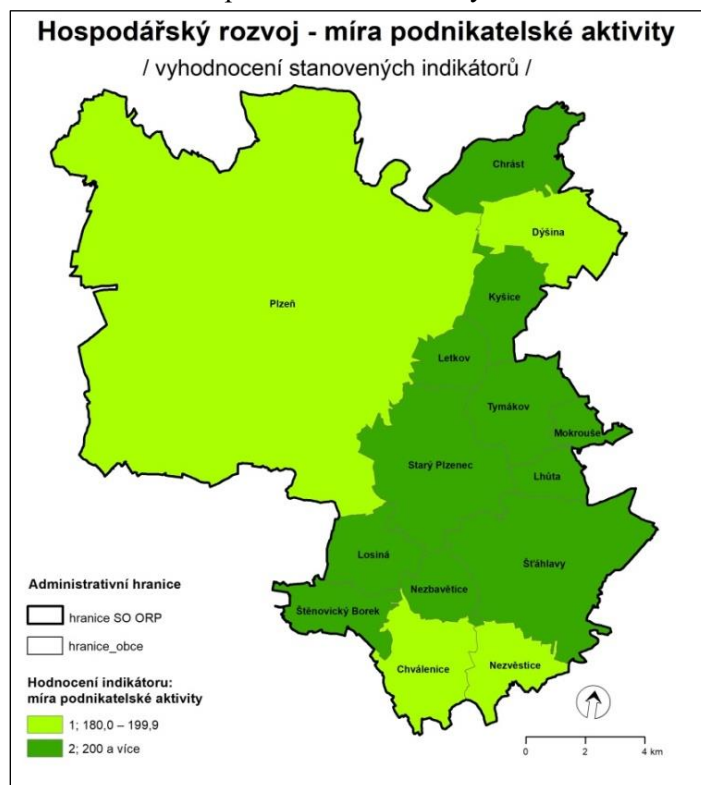 Hospodářský rozvoj - míra podnikatelské aktivity
/ vyhodnocení stanovených indikátorů /
Chrást
Dýšina
Plzeň
Kyšice
Letkov
Tymákov
Mokrouše
Starý Plzenec
Lhůta
Losiná
Šťáhlavy
Nezbavětice
Štěnovický Borek
Chválenice
Nezvěstice
Administrativní hranice
hranice SO ORP
hranice_obce
Hodnocení indikátoru:
míra podnikatelské aktivity
1; 180,0 – 199,9
2; 200 a více
0 2 4 km